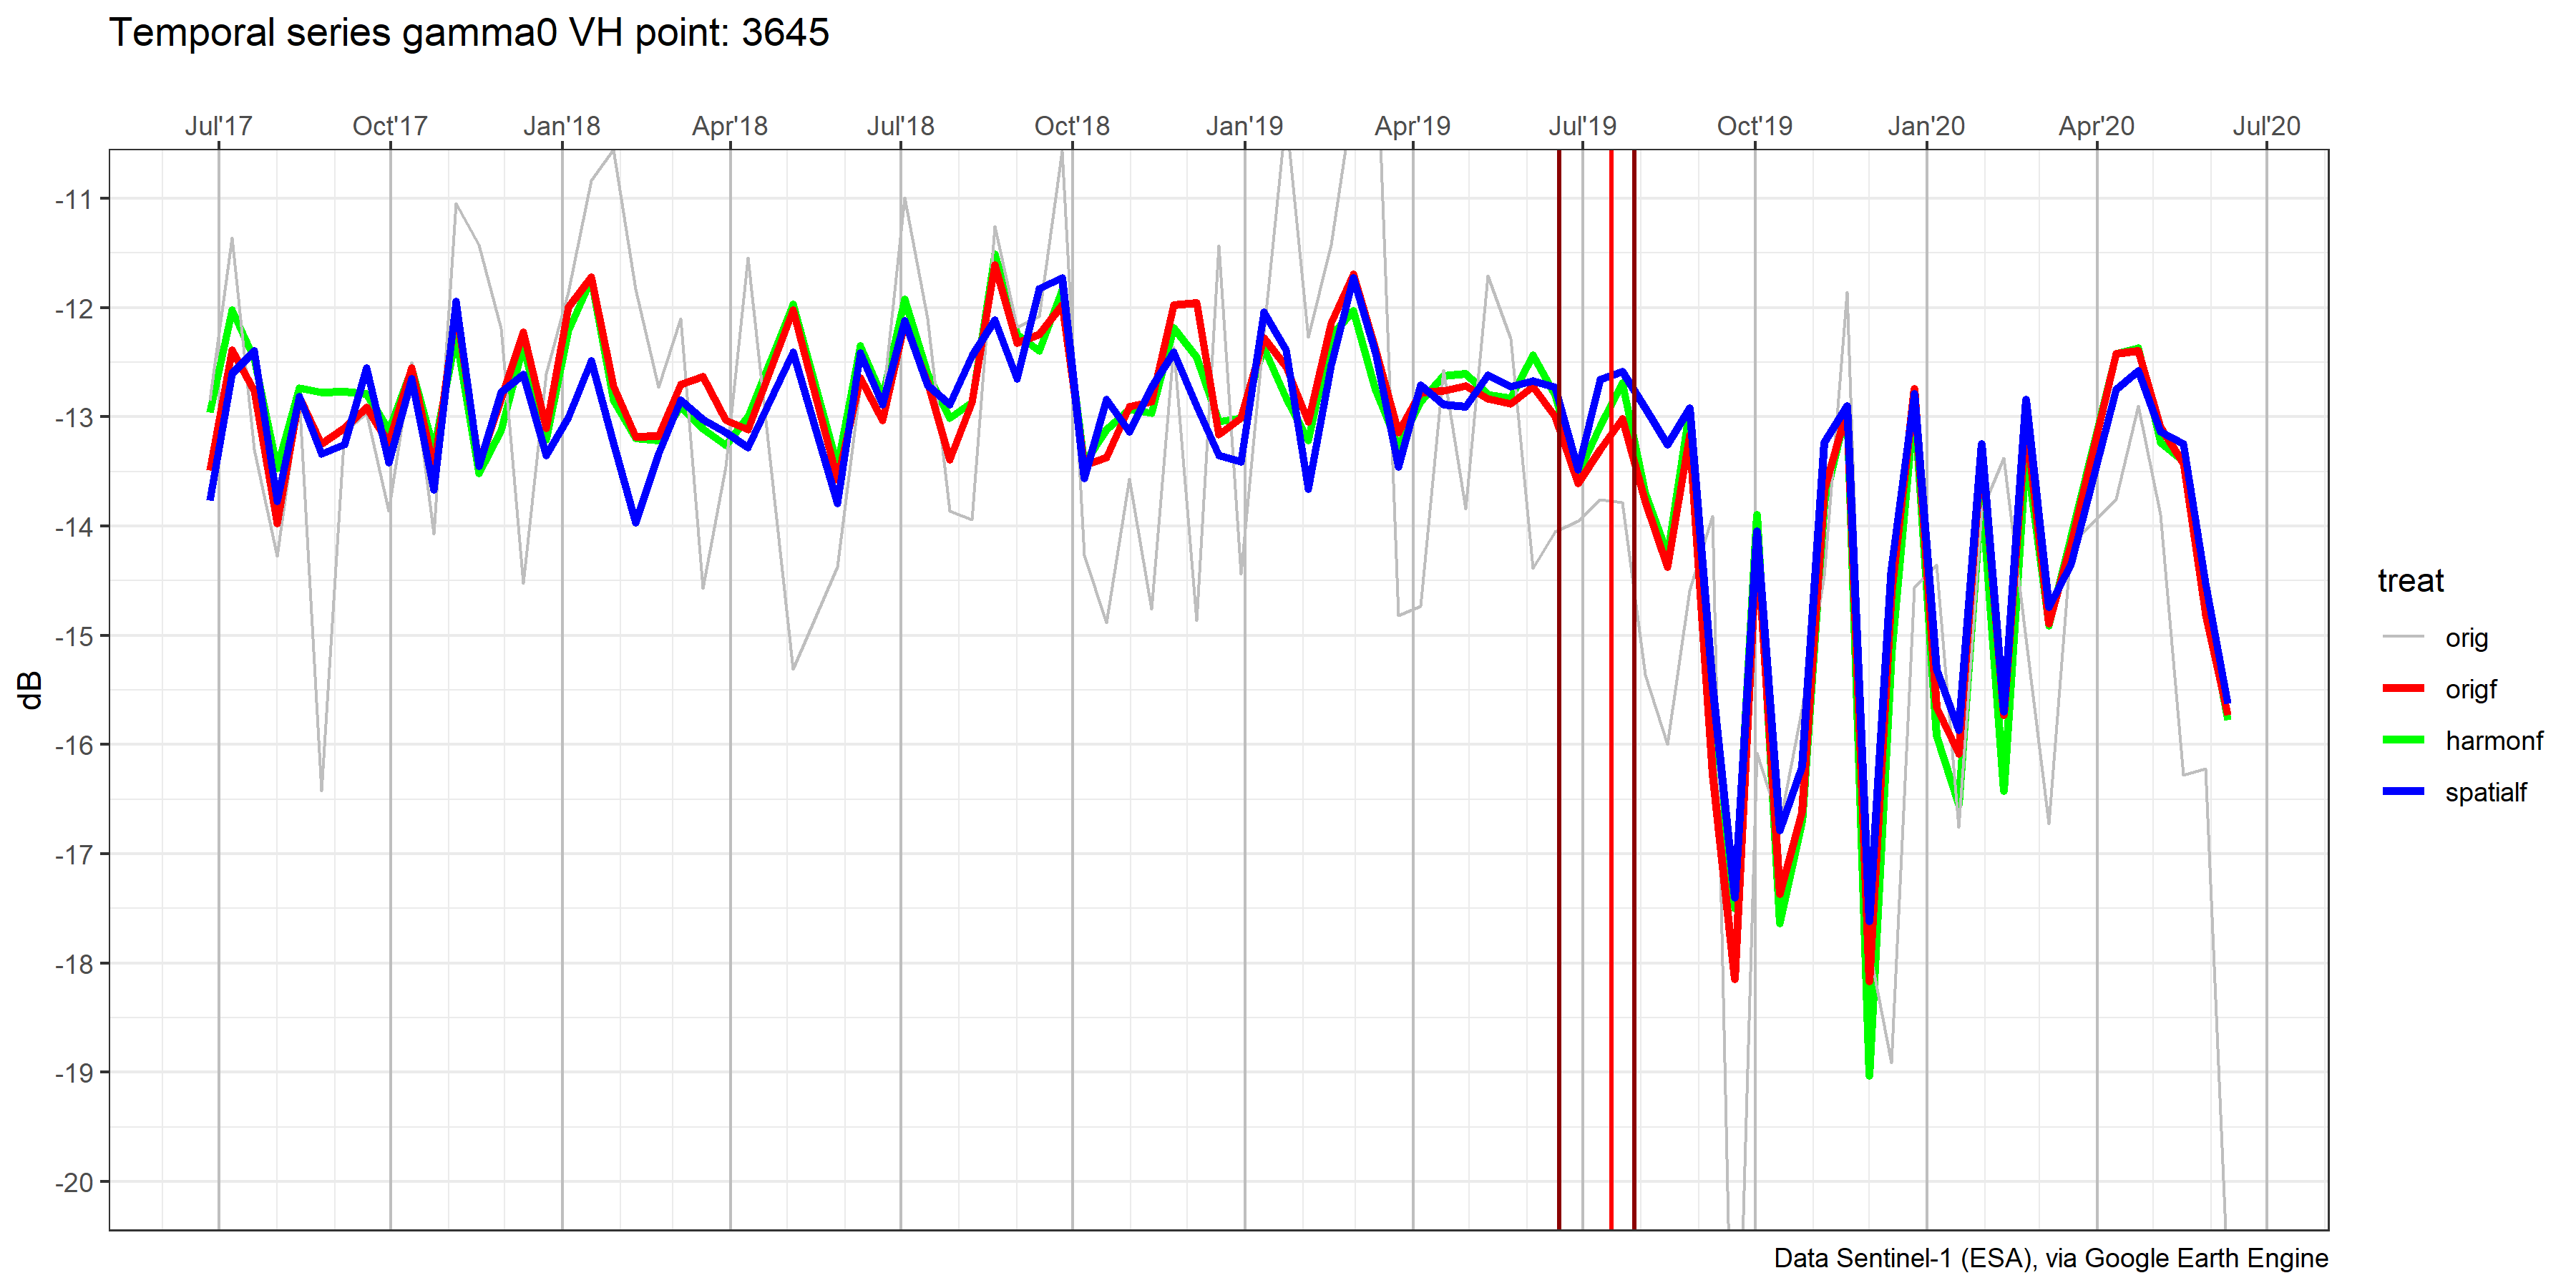 Temporal series gamma0 VH point: 3645
Jul'17 Oct'17 Jan'18 Apr'18 Jul'18 Oct'18 Jan'19 Apr'19 Jul'19 Oct'19 Jan'20 Apr'20 Jul'20
-11
-12
-13
-14
-15
-16
-17
-18
-19
-20
dB
treat
orig
origf
harmonf
spatialf
Data Sentinel-1 (ESA), via Google Earth Engine